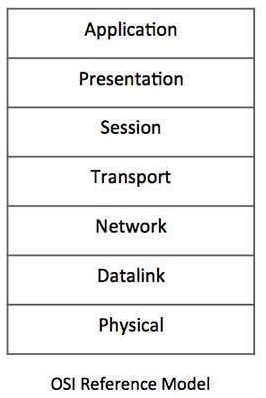 Application
Presentation
Session
Transport
Network
Datalink
Physical
OSI Reference Model